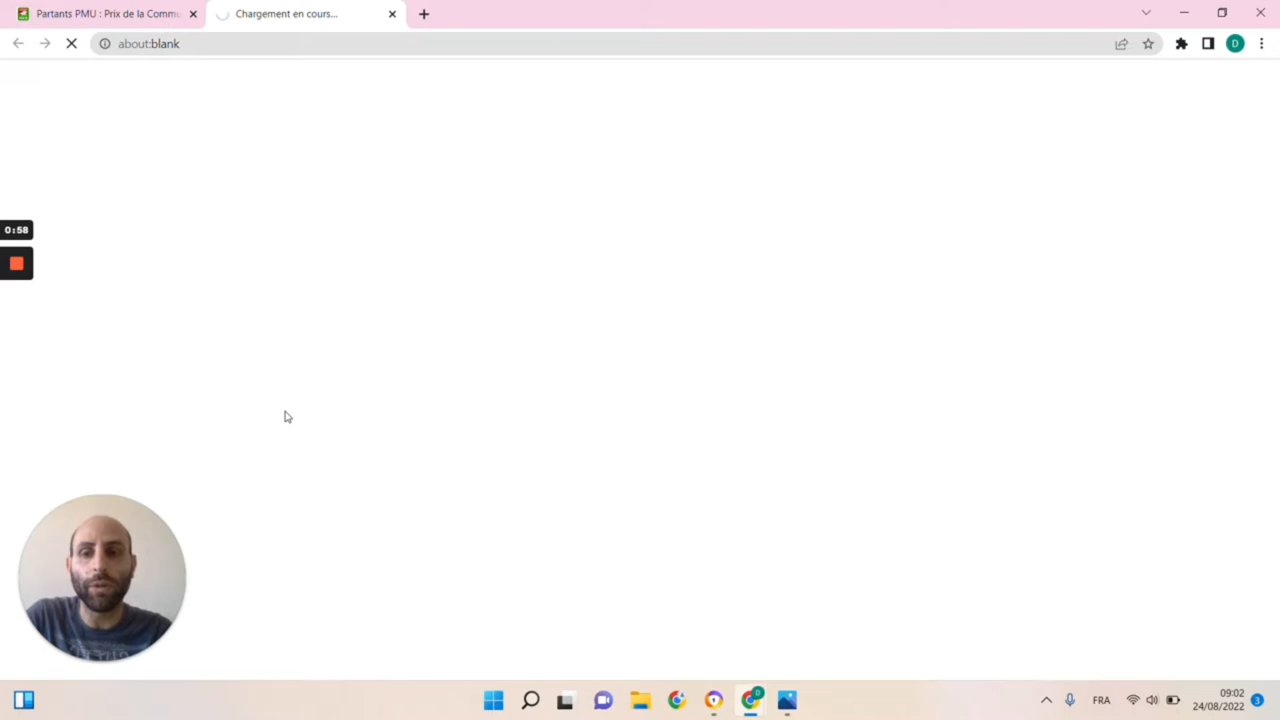 Partants PMU : Prix de la Commu
Chargement en cours...
about:blank
D
0:58
D
FRA
09:02
24/08/2022
3